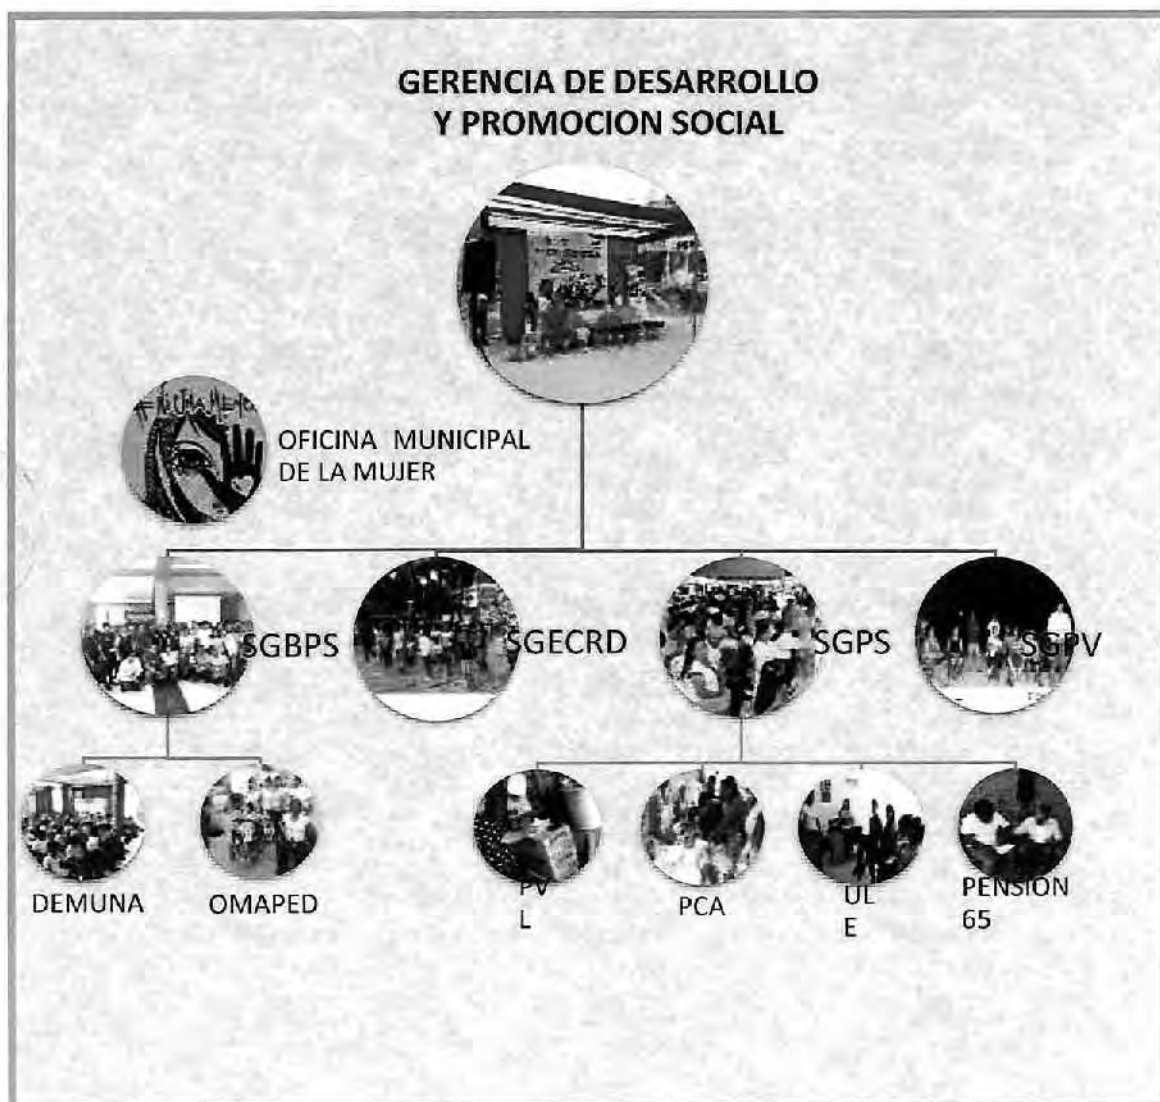 GERENCIA DE DESARROLLO
Y PROMOCION SOCIAL
OFICINA MUNICIPAL
DE LA MUJER
SGBPS
SGECRD
SGPS
SGPV
DEMUNA
OMAPED
PV
L
PCA
UL
E
PENSION
65